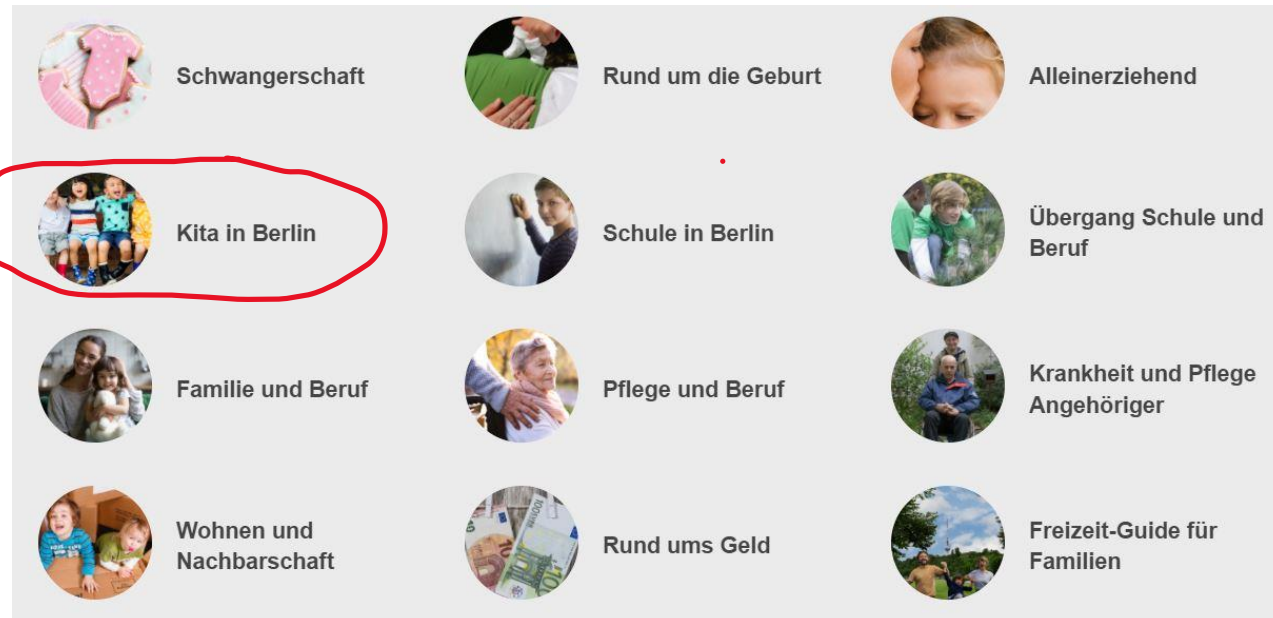 Schwangerschaft
Rund um die Geburt
Alleinerziehend
Kita in Berlin
Schule in Berlin
Übergang Schule und
Beruf
Familie und Beruf
Pflege und Beruf
Krankheit und Pflege
Angehöriger
Wohnen und
Nachbarschaft
Rund ums Geld
Freizeit-Guide für
Familien